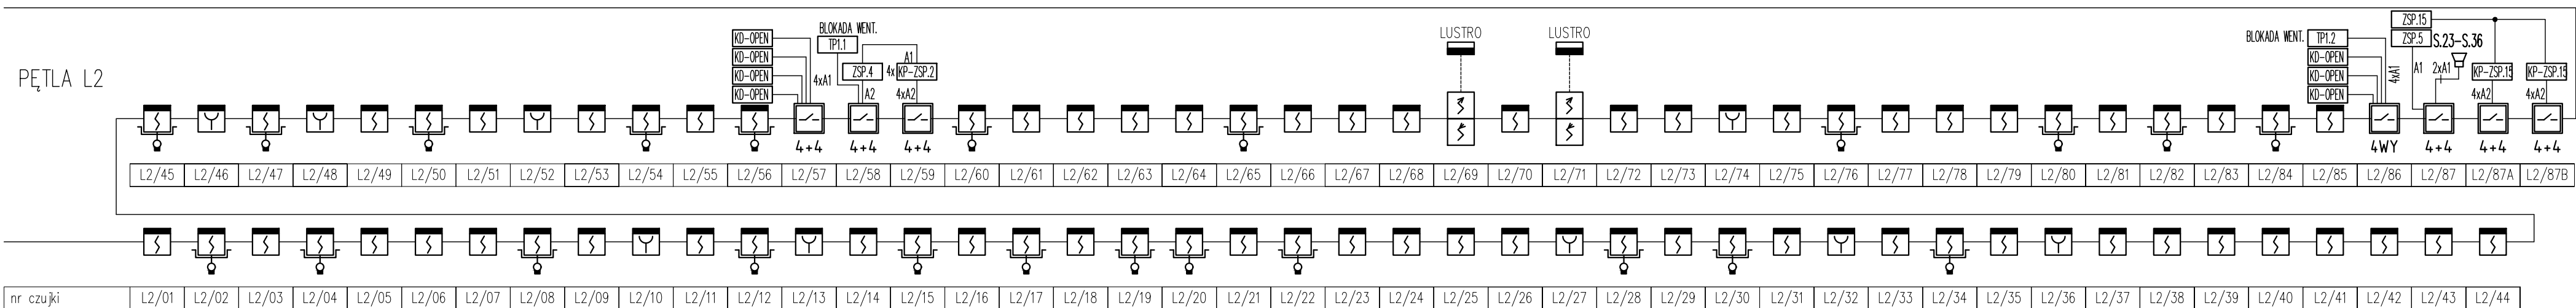 PĘTLA L2
KD-OPEN
KD-OPEN
KD-OPEN
KD-OPEN
4xA1
BLOKADA WENT.
TP1.1
ZSP.4
A2
A1
4x KP-ZSP.2
4xA2
LUSTRO
LUSTRO
BLOKADA WENT. TP1.2
KD-OPEN
KD-OPEN
KD-OPEN
4xA1
ZSP.15
ZSP.5
A1
S.23-S.36
2xA1
KP-ZSP.15
4xA2
KP-ZSP.15
4xA2
4+4 4+4 4+4 4WY 4+4 4+4 4+4
L2/45 L2/46 L2/47 L2/48 L2/49 L2/50 L2/51 L2/52 L2/53 L2/54 L2/55 L2/56 L2/57 L2/58 L2/59 L2/60 L2/61 L2/62 L2/63 L2/64 L2/65 L2/66 L2/67 L2/68 L2/69 L2/70 L2/71 L2/72 L2/73 L2/74 L2/75 L2/76 L2/77 L2/78 L2/79 L2/80 L2/81 L2/82 L2/83 L2/84 L2/85 L2/86 L2/87 L2/87A L2/87B
nr czujki L2/01 L2/02 L2/03 L2/04 L2/05 L2/06 L2/07 L2/08 L2/09 L2/10 L2/11 L2/12 L2/13 L2/14 L2/15 L2/16 L2/17 L2/18 L2/19 L2/20 L2/21 L2/22 L2/23 L2/24 L2/25 L2/26 L2/27 L2/28 L2/29 L2/30 L2/31 L2/32 L2/33 L2/34 L2/35 L2/36 L2/37 L2/38 L2/39 L2/40 L2/41 L2/42 L2/43 L2/44